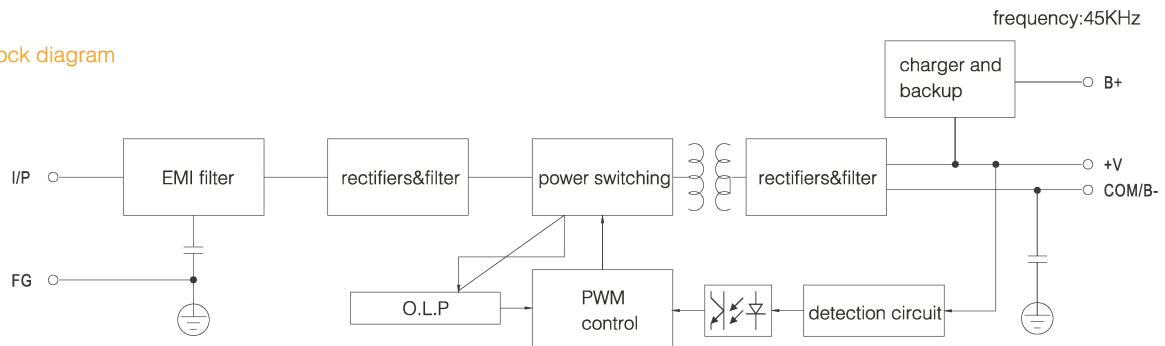 frequency:45KHz
ock diagram
charger and
backup
B+
I/P
EMI filter
rectifiers&filter
power switching
rectifiers&filter
+V
COM/B-
FG
O.L.P
PWM
control
detection circuit